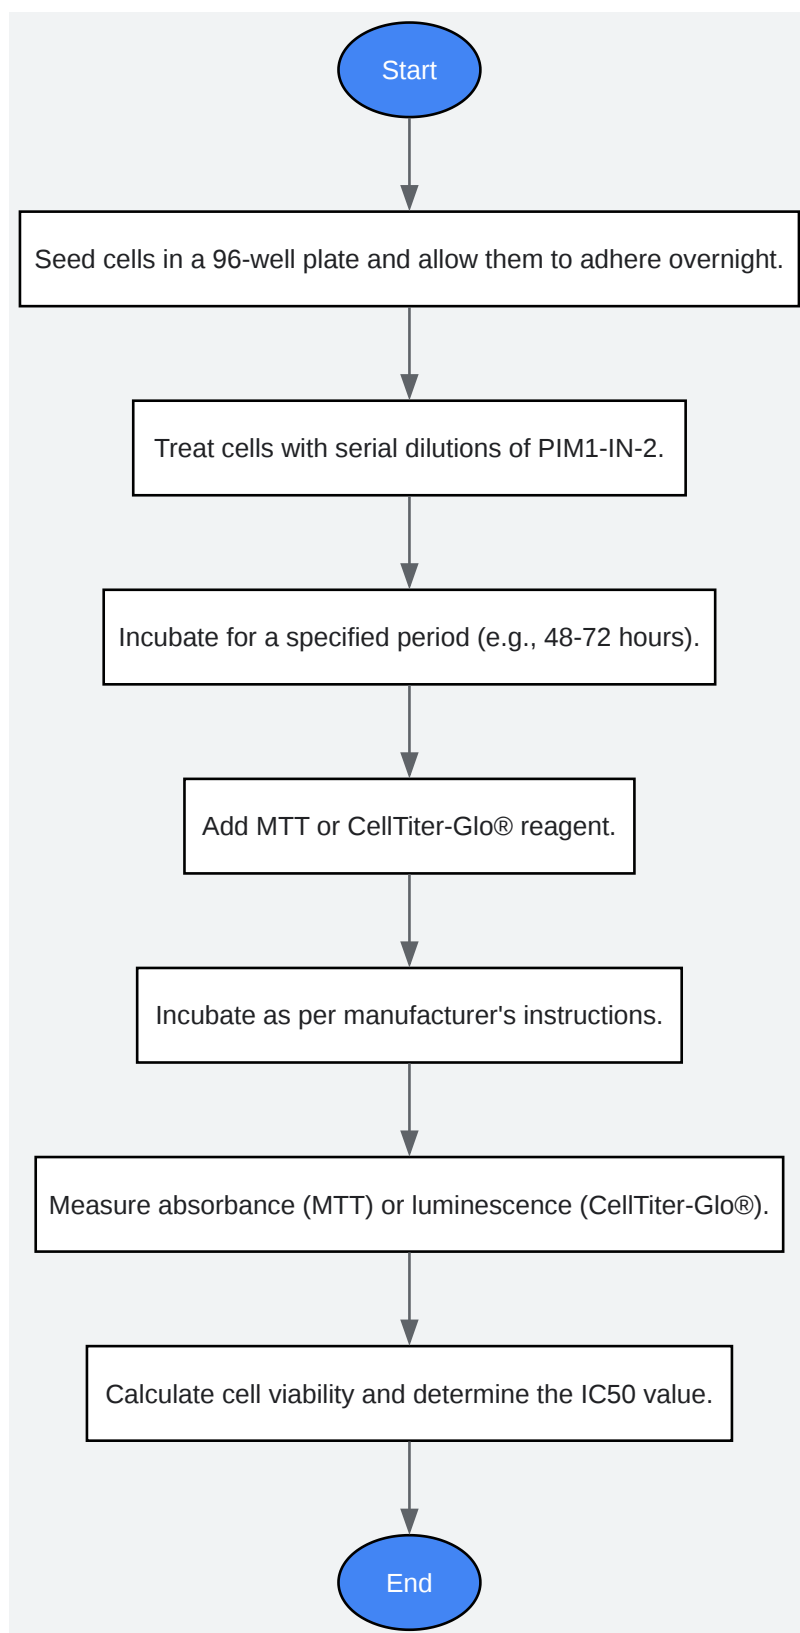 Start
Seed cells in a 96-well plate and allow them to adhere overnight.
Treat cells with serial dilutions of PIM1-IN-2.
Incubate for a specified period (e.g., 48-72 hours).
Add MTT or CellTiter-Glo® reagent.
Incubate as per manufacturer's instructions.
Measure absorbance (MTT) or luminescence (CellTiter-Glo®).
Calculate cell viability and determine the IC50 value.
End